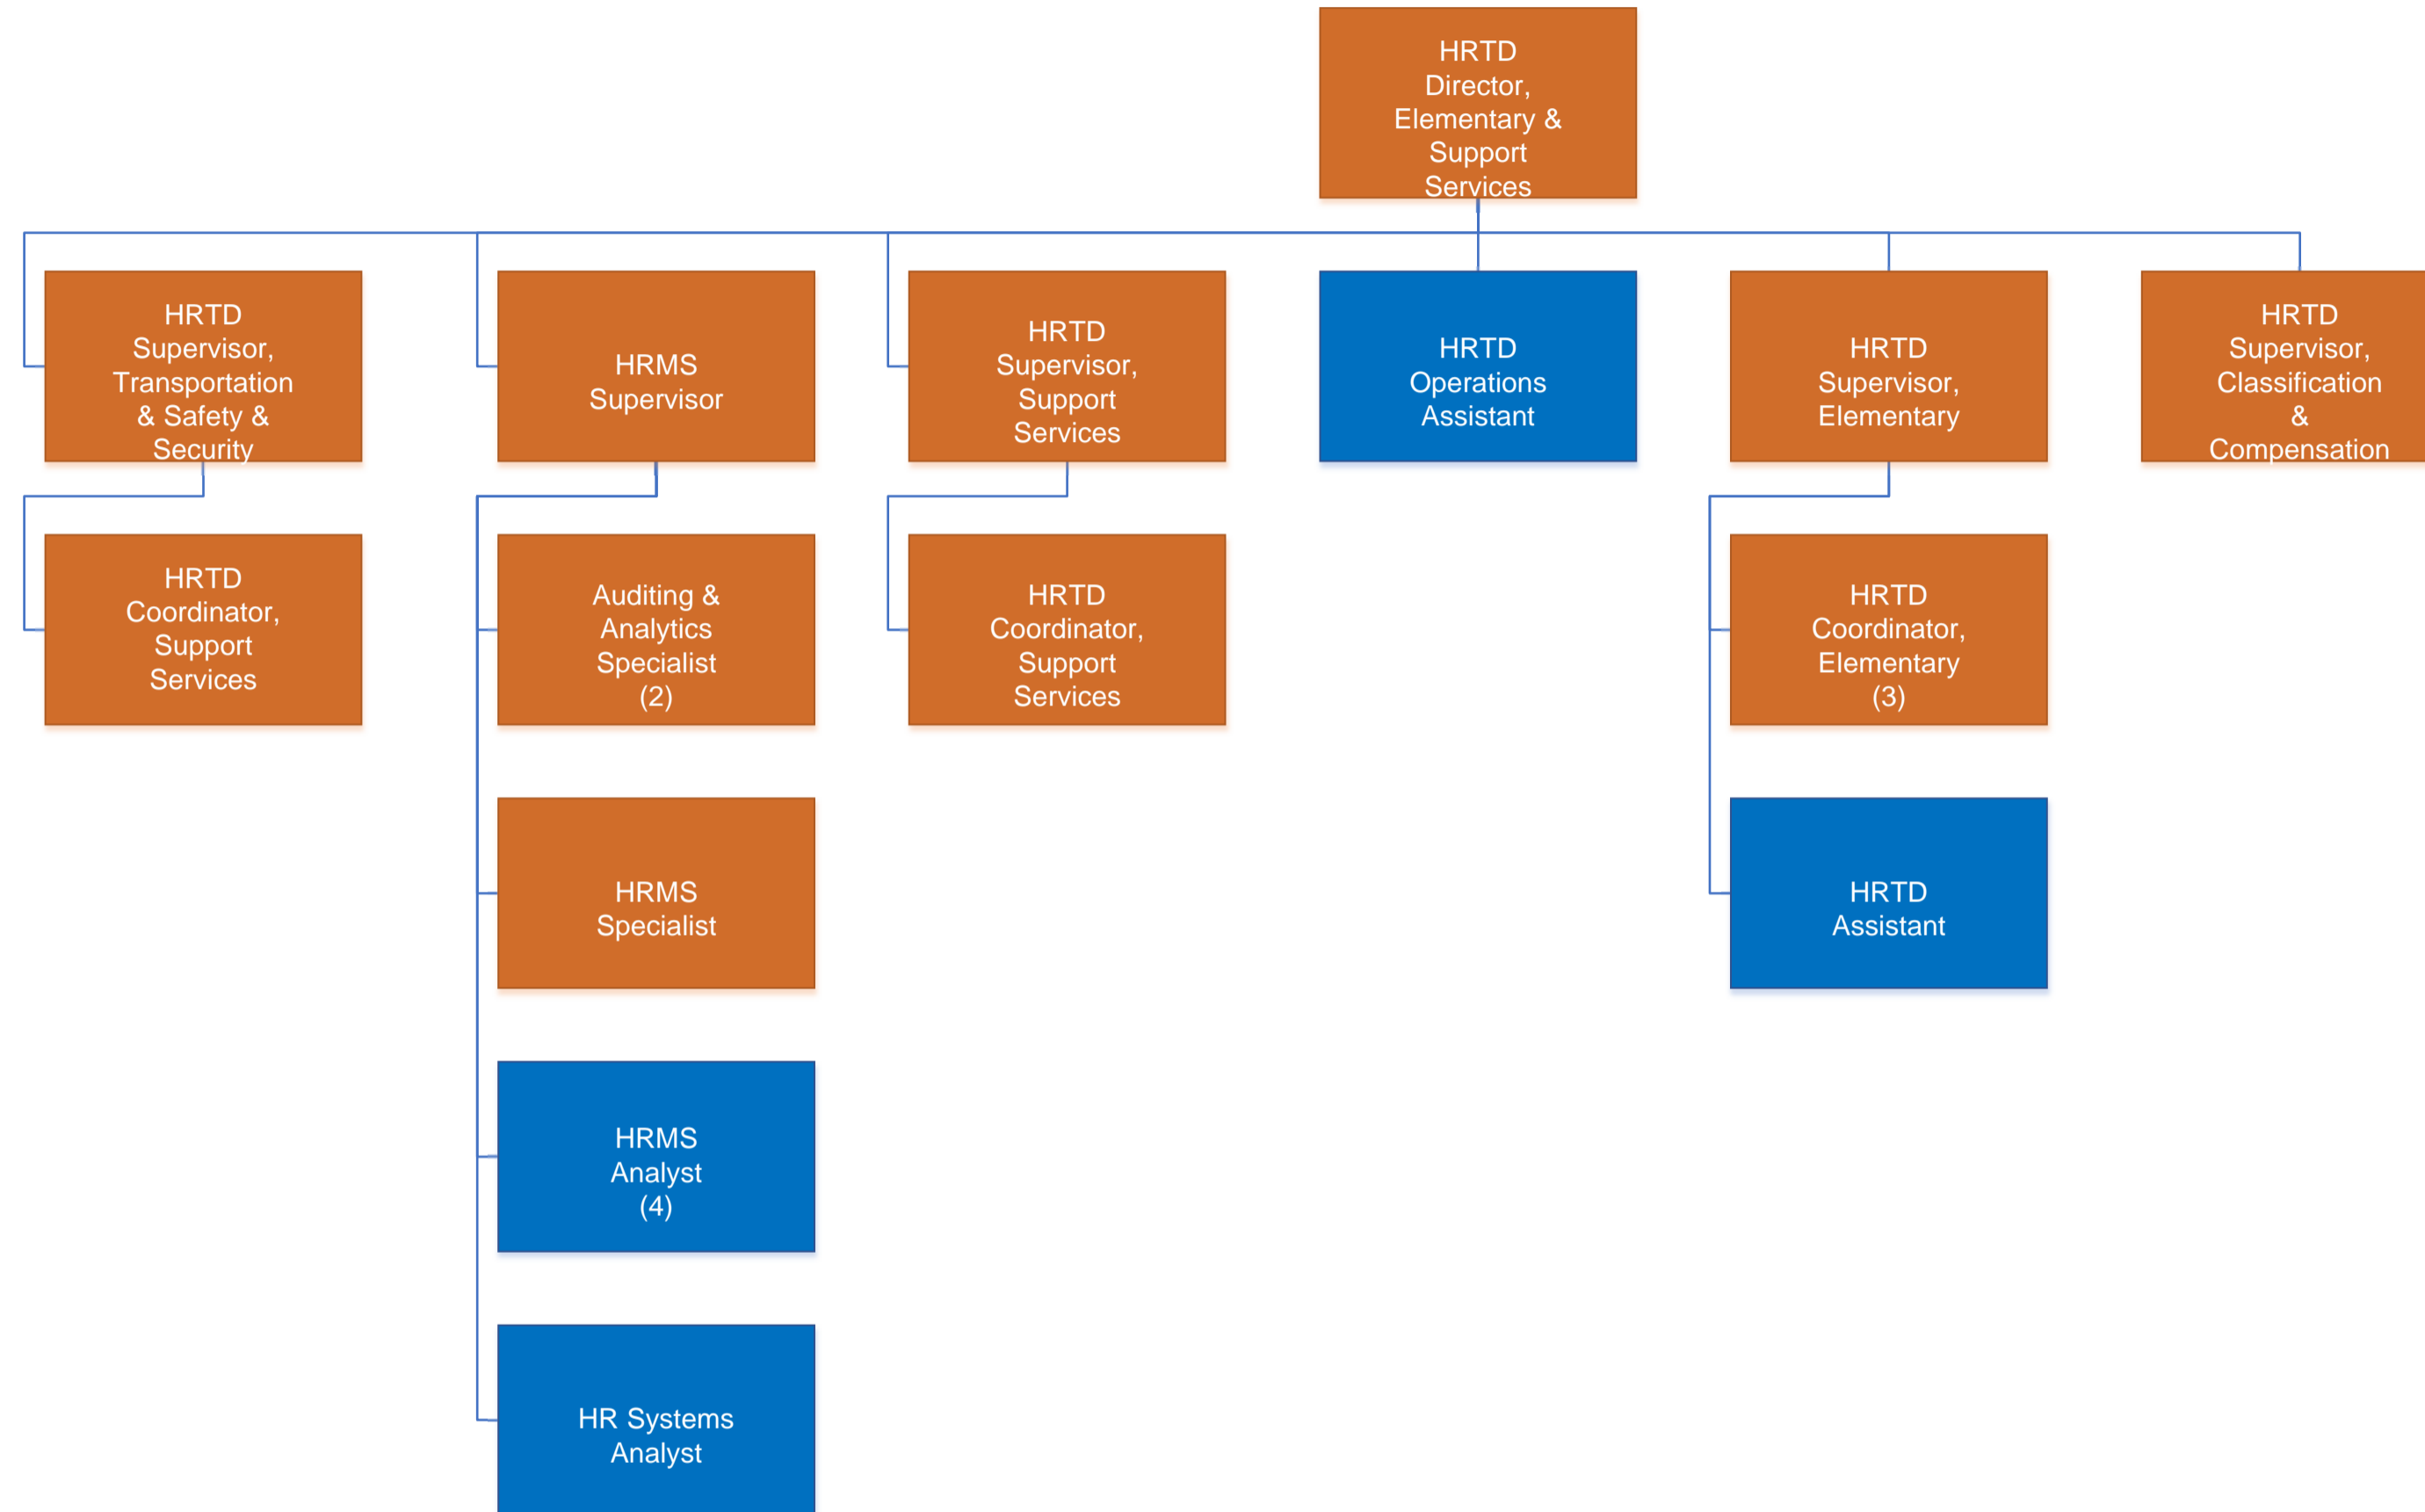 HRTD
Director,
Elementary &
Support
Services
HRTD
Supervisor,
Transportation
& Safety &
Security
HRMS
Supervisor
HRTD
Supervisor,
Support
Services
HRTD
Operations
Assistant
HRTD
Supervisor,
Elementary
HRTD
Supervisor,
Classification
&
Compensation
HRTD
Coordinator,
Support
Services
Auditing &
Analytics
Specialist
(2)
HRTD
Coordinator,
Support
Services
HRTD
Coordinator,
Elementary
(3)
HRMS
Specialist
HRTD
Assistant
HRMS
Analyst
(4)
HR Systems
Analyst